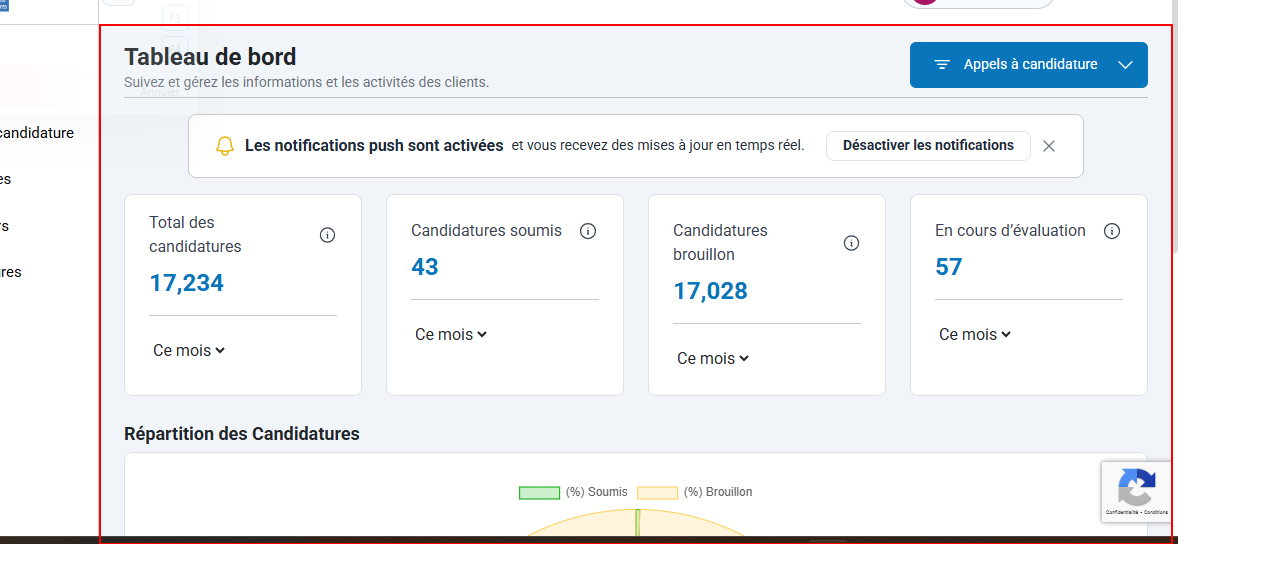 Tableau de bord
Suivez et gérez les informations et les activités des clients.
Appels à candidature
Annuler
candidature
Les notifications push sont activées et vous recevez des mises à jour en temps réel.
Désactiver les notifications
es
rs
res
Total des
candidatures
17,234
Ce mois
Candidatures soumis
43
Ce mois
Candidatures
brouillon
17,028
Ce mois
En cours d'évaluation
57
Ce mois
Répartition des Candidatures
(%) Soumis
(%) Brouillon
Confidentialité - Conditions